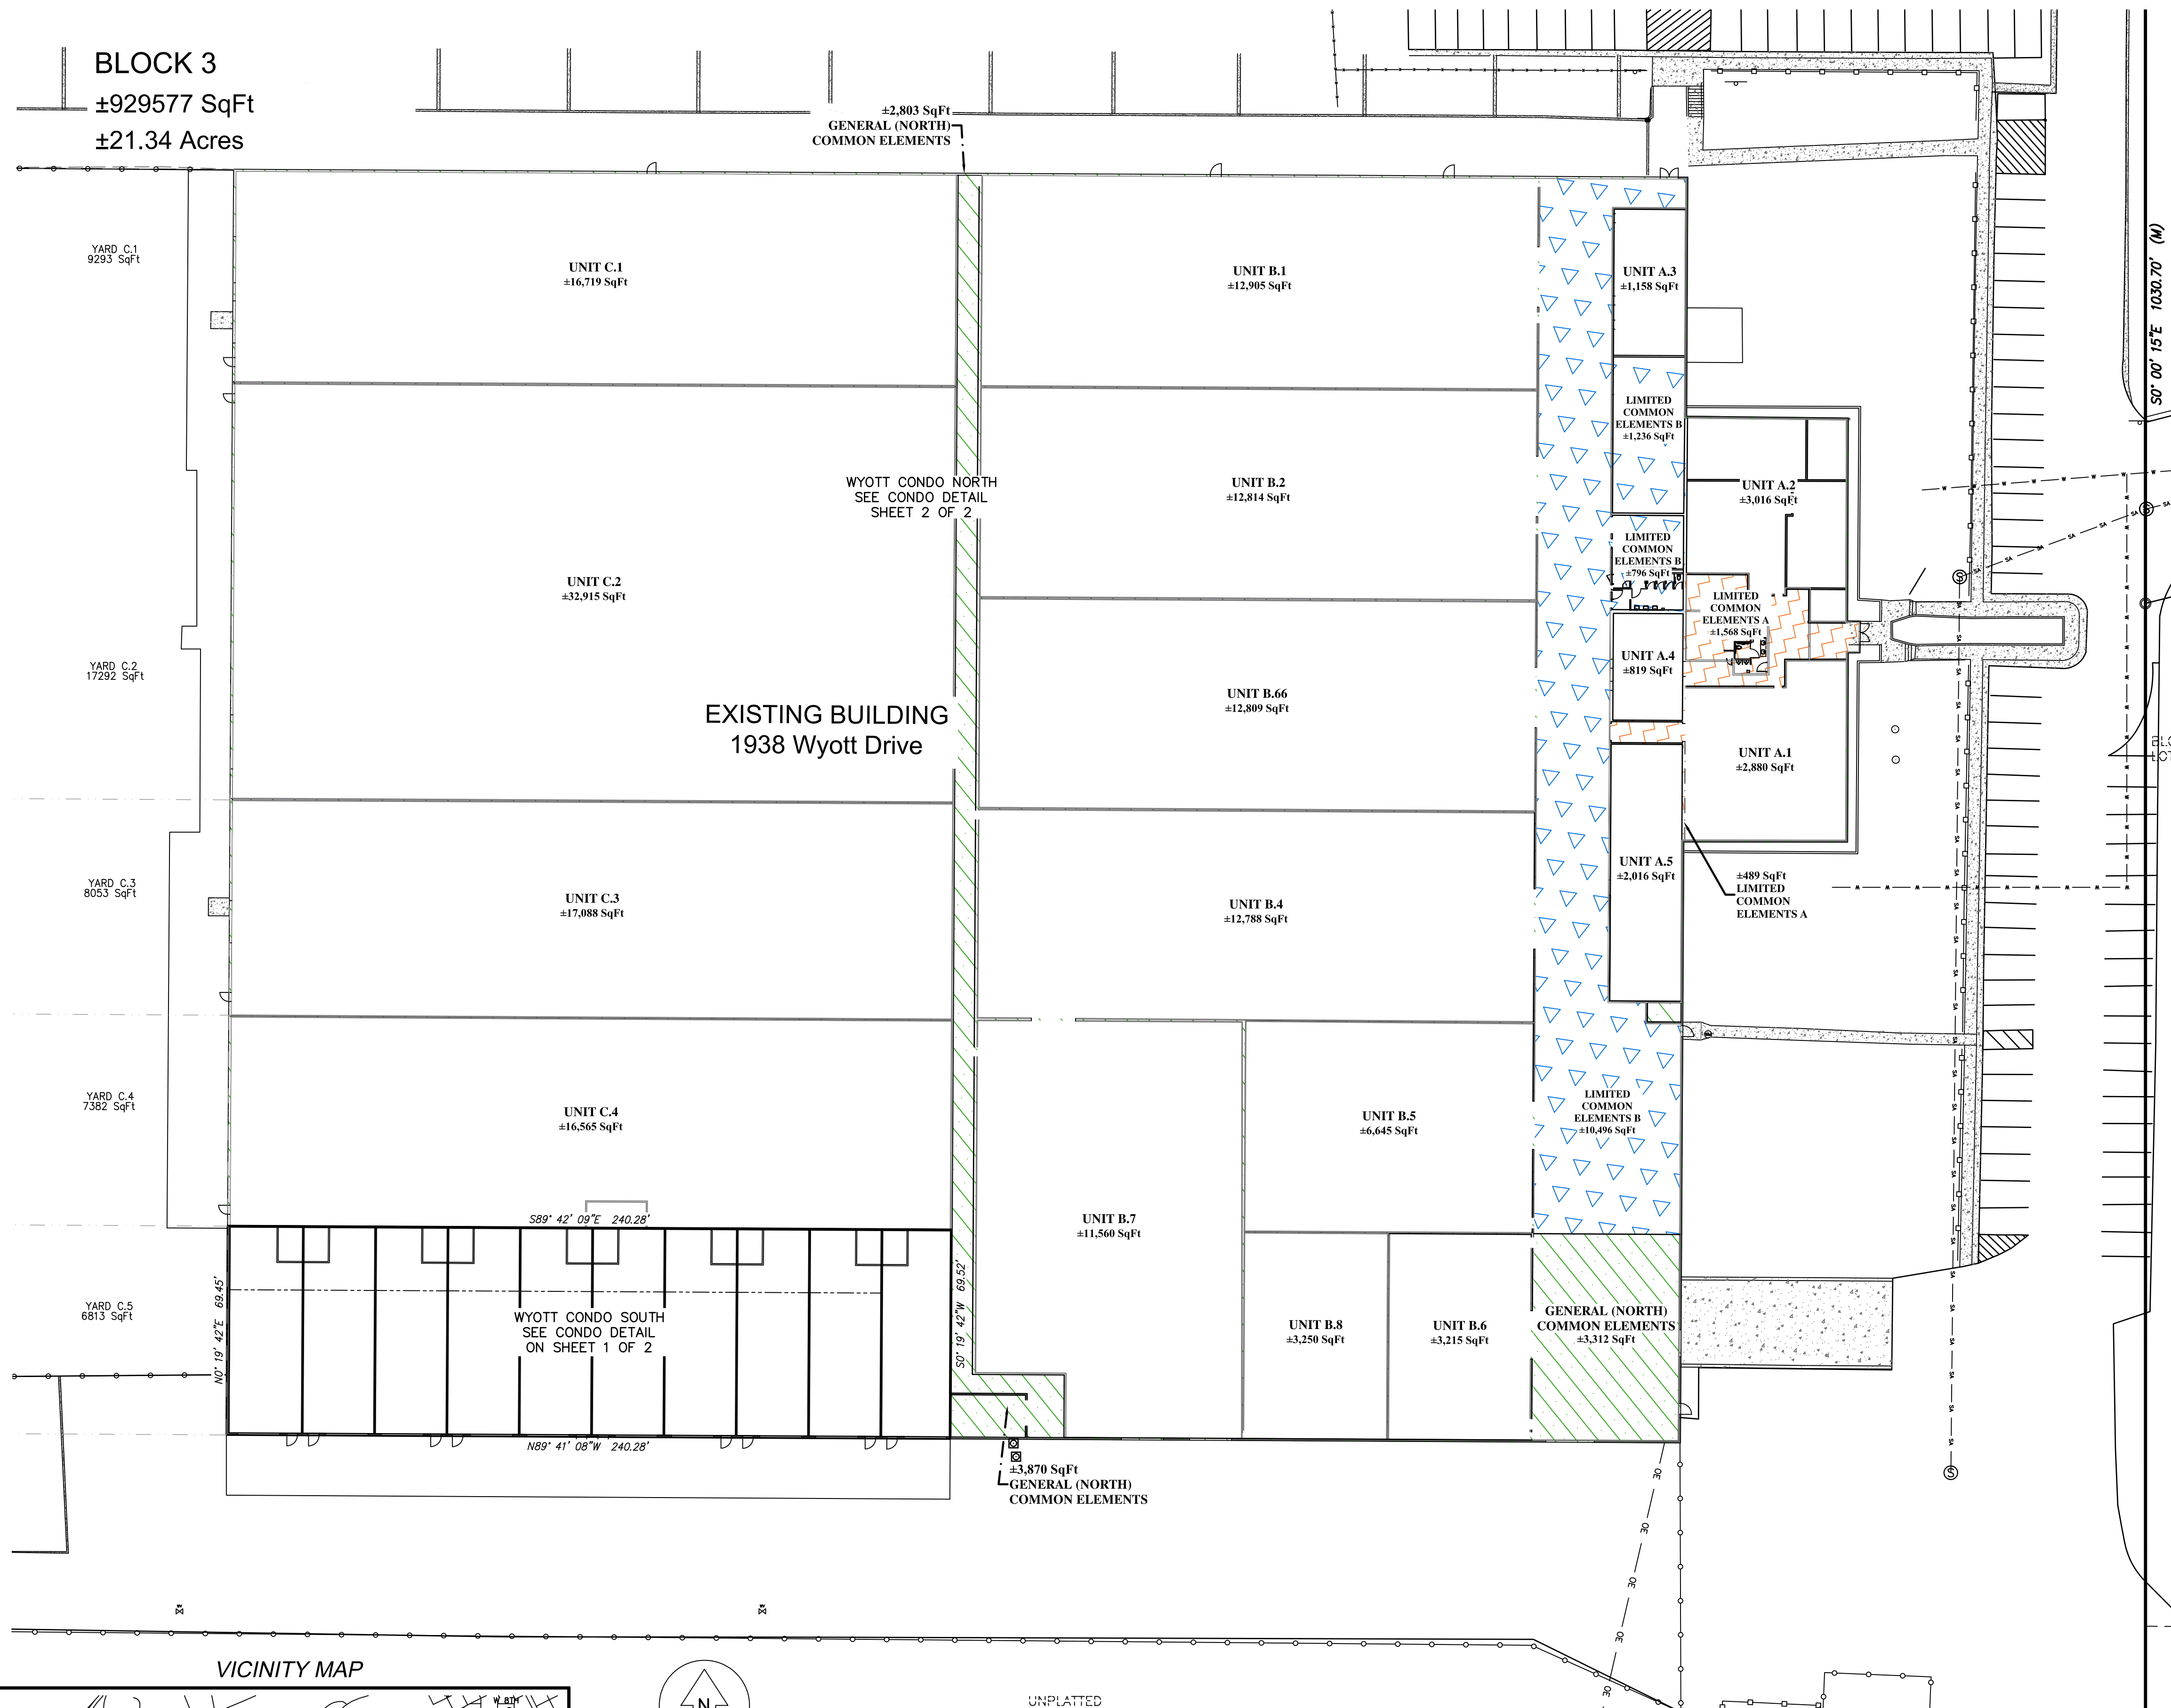 BLOCK 3
±929577 SqFt
±21.34 Acres
±2,803 SqFt
GENERAL (NORTH)
COMMON ELEMENTS
YARD C.1
9293 SqFt
UNIT C.1
±16,719 SqFt
UNIT B.1
±12,905 SqFt
UNIT A.3
±1,158 SqFt
S0° 00' 15"E 1030.70' (M)
LIMITED
COMMON
ELEMENTS B
±1,236 SqFt
WYOTT CONDO NORTH
SEE CONDO DETAIL
SHEET 2 OF 2
UNIT B.2
±12,814 SqFt
UNIT A.2
±3,016 SqFt
LIMITED
COMMON
ELEMENTS B
±796 SqFt
UNIT C.2
±32,915 SqFt
LIMITED
COMMON
ELEMENTS A
±1,568 SqFt
YARD C.2
17292 SqFt
UNIT A.4
±819 SqFt
UNIT B.66
±12,809 SqFt
EXISTING BUILDING
1938 Wyott Drive
UNIT A.1
±2,880 SqFt
YARD C.3
8053 SqFt
UNIT C.3
±17,088 SqFt
UNIT B.4
±12,788 SqFt
UNIT A.5
±2,016 SqFt
±489 SqFt
LIMITED
COMMON
ELEMENTS A
YARD C.4
7382 SqFt
UNIT C.4
±16,565 SqFt
UNIT B.5
±6,645 SqFt
LIMITED
COMMON
ELEMENTS B
±10,496 SqFt
S89° 42' 09"E 240.28'
UNIT B.7
±11,560 SqFt
N0° 19' 42"E 69.45'
S0° 19' 42"W 69.52'
YARD C.5
6813 SqFt
WYOTT CONDO SOUTH
SEE CONDO DETAIL
ON SHEET 1 OF 2
UNIT B.8
±3,250 SqFt
UNIT B.6
±3,215 SqFt
GENERAL (NORTH)
COMMON ELEMENTS
±3,312 SqFt
N89° 41' 08"W 240.28'
±3,870 SqFt
GENERAL (NORTH)
COMMON ELEMENTS
VICINITY MAP
W 8TH
N
UNPLATTED